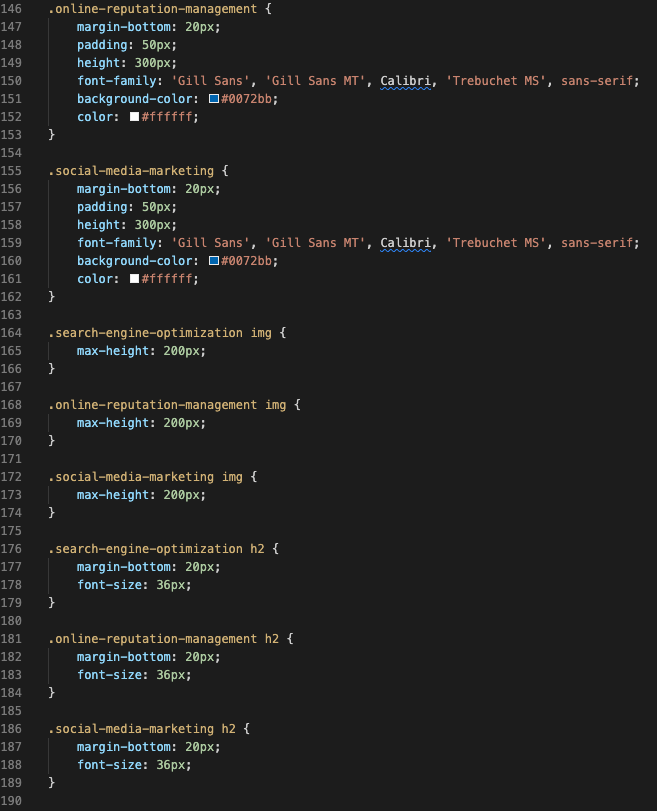 146 .online-reputation-management {
147     margin-bottom: 20px;
148     padding: 50px;
149     height: 300px;
150     font-family: 'Gill Sans', 'Gill Sans MT', Calibri, 'Trebuchet MS', sans-serif;
151     background-color: #0072bb;
152     color: #ffffff;
153 }
154
155 .social-media-marketing {
156     margin-bottom: 20px;
157     padding: 50px;
158     height: 300px;
159     font-family: 'Gill Sans', 'Gill Sans MT', Calibri, 'Trebuchet MS', sans-serif;
160     background-color: #0072bb;
161     color: #ffffff;
162 }
163
164 .search-engine-optimization img {
165     max-height: 200px;
166 }
167
168 .online-reputation-management img {
169     max-height: 200px;
170 }
171
172 .social-media-marketing img {
173     max-height: 200px;
174 }
175
176 .search-engine-optimization h2 {
177     margin-bottom: 20px;
178     font-size: 36px;
179 }
180
181 .online-reputation-management h2 {
182     margin-bottom: 20px;
183     font-size: 36px;
184 }
185
186 .social-media-marketing h2 {
187     margin-bottom: 20px;
188     font-size: 36px;
189 }
190